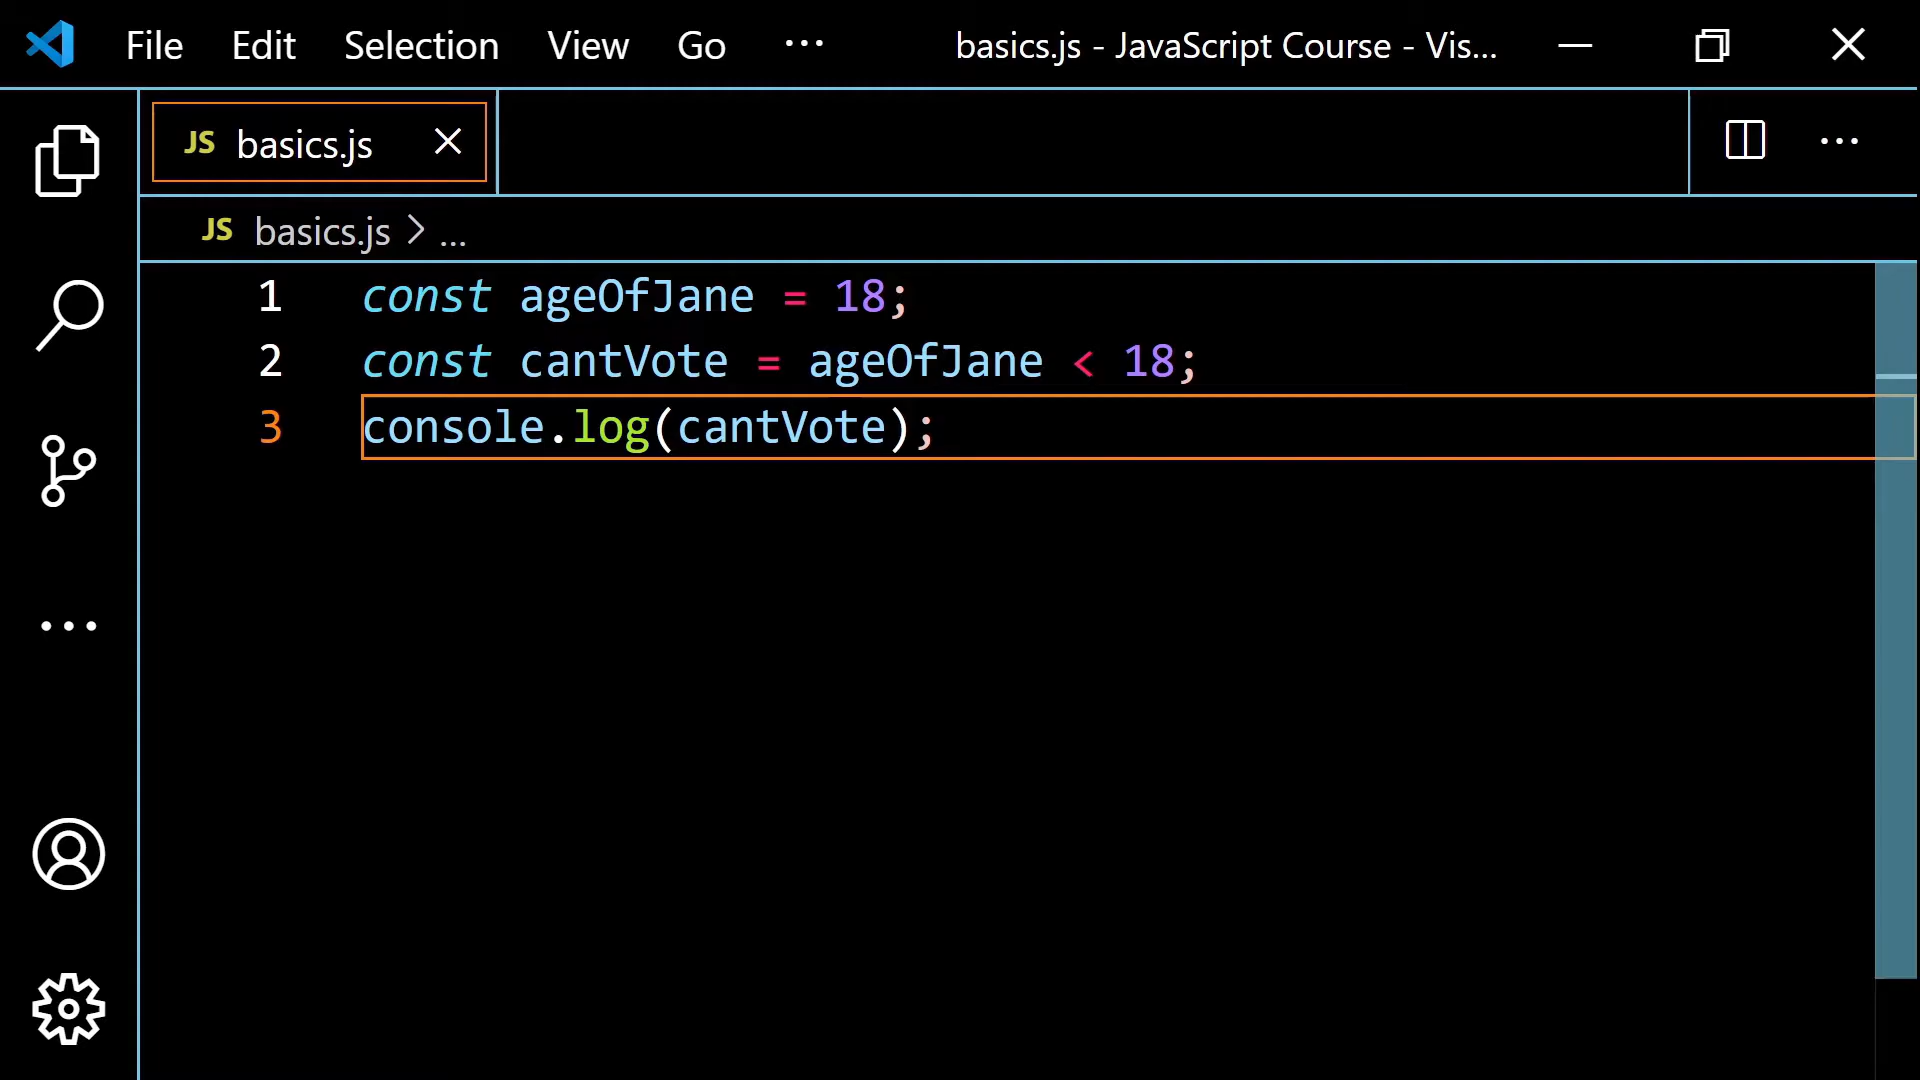 File Edit Selection View Go ... basics.js - JavaScript Course - Vis...
JS basics.js
JS basics.js > ...
1 const ageOfJane = 18;
2 const cantVote = ageOfJane < 18;
3 console.log(cantVote);